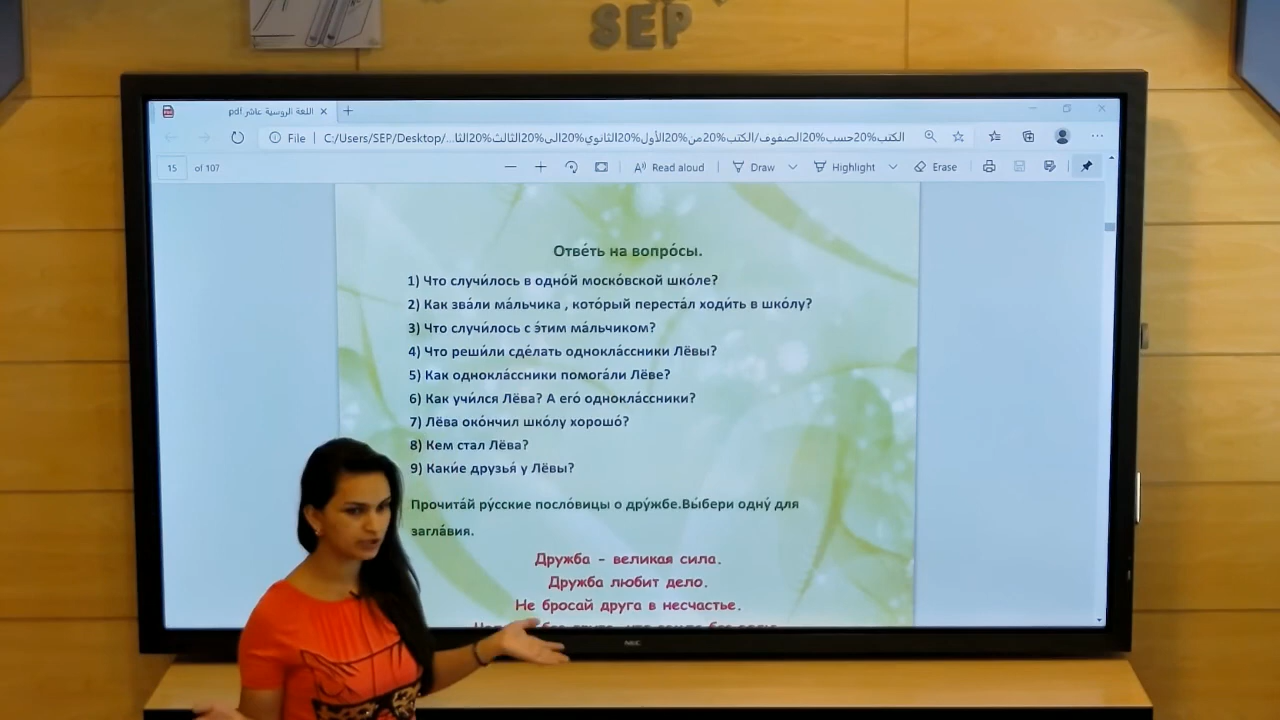 SEP
اللغة الروسية عاشر.pdf
File
C:/Users/SEP/Desktop/...الكتب%20حسب%20الصفوف/الكتب%20من%20الأول%20الثانوي%20الى%20الثالث%20الثا
15 of 107
Read aloud
Draw
Highlight
Erase
Отве́ть на вопро́сы.
1) Что случи́лось в одно́й моско́вской шко́ле?
2) Как зва́ли ма́льчика , кото́рый переста́л ходи́ть в шко́лу?
3) Что случи́лось с э́тим ма́льчиком?
4) Что реши́ли сде́лать однокла́ссники Лёвы?
5) Как однокла́ссники помога́ли Лёве?
6) Как учи́лся Лёва? А его́ однокла́ссники?
7) Лёва око́нчил шко́лу хорошо́?
8) Кем стал Лёва?
9) Каки́е друзья́ у Лёвы?
Прочита́й ру́сские посло́вицы о дру́жбе.Вы́бери одну́ для
загла́вия.
Дружба – великая сила.
Дружба любит дело.
Не бросай друга в несчастье.
NEC